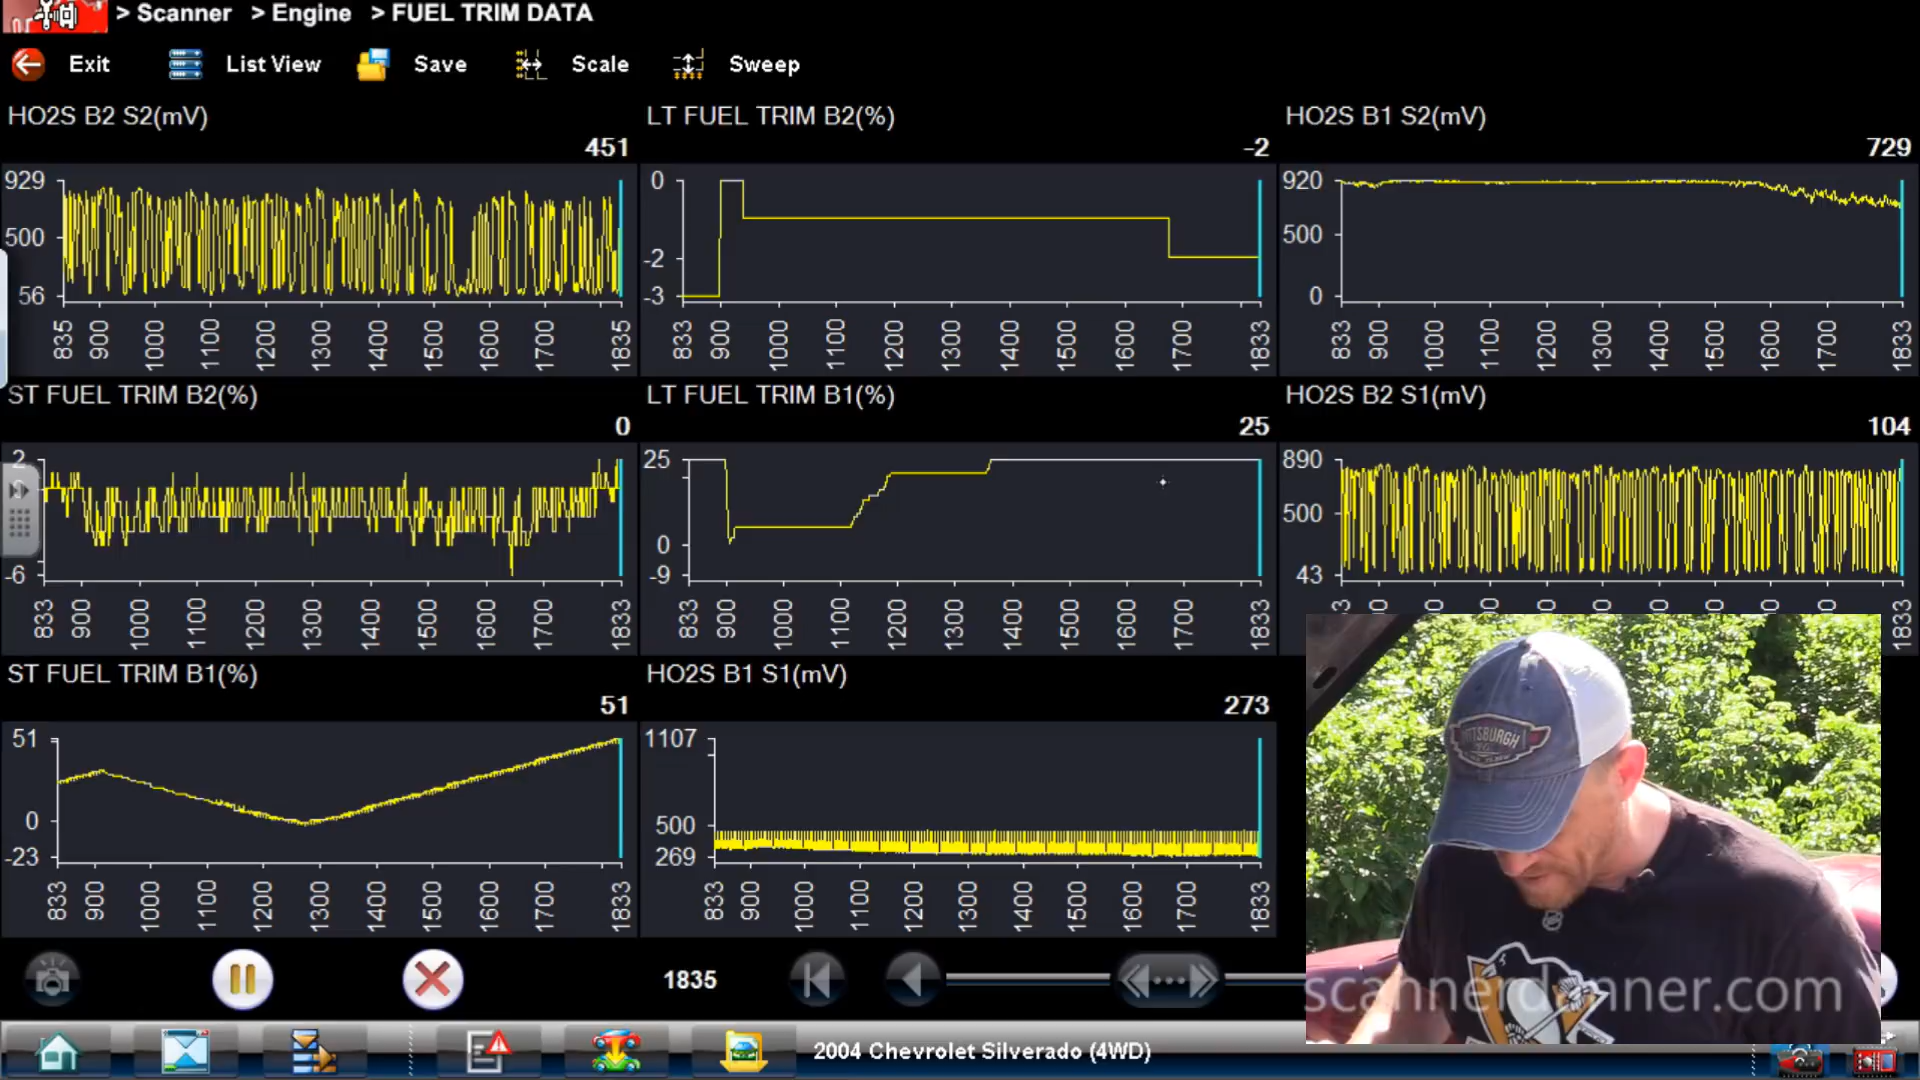 > Scanner > Engine > FUEL TRIM DATA
Exit List View Save Scale Sweep
HO2S B2 S2(mV)
451
929
500
56
835 900 1000 1100 1200 1300 1400 1500 1600 1700 1835
LT FUEL TRIM B2(%)
-2
0
-2
-3
833 900 1000 1100 1200 1300 1400 1500 1600 1700 1833
HO2S B1 S2(mV)
729
920
500
0
833 900 1000 1100 1200 1300 1400 1500 1600 1700 1833
ST FUEL TRIM B2(%)
0
2
-6
833 900 1000 1100 1200 1300 1400 1500 1600 1700 1833
LT FUEL TRIM B1(%)
25
25
0
-9
833 900 1000 1100 1200 1300 1400 1500 1600 1700 1833
HO2S B2 S1(mV)
104
890
500
43
1833
ST FUEL TRIM B1(%)
51
51
0
-23
833 900 1000 1100 1200 1300 1400 1500 1600 1700 1833
HO2S B1 S1(mV)
273
1107
500
269
833 900 1000 1100 1200 1300 1400 1500 1600 1700 1833
PITTSBURGH
1835
scannerdanner.com
2004 Chevrolet Silverado (4WD)